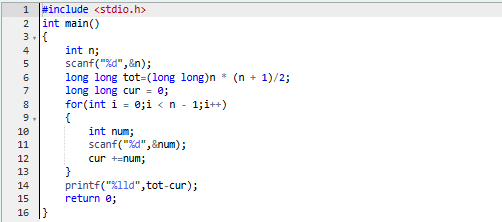 1 #include <stdio.h>
2 int main()
3 {
4     int n;
5     scanf("%d",&n);
6     long long tot=(long long)n * (n + 1)/2;
7     long long cur = 0;
8     for(int i = 0;i < n - 1;i++)
9     {
10         int num;
11         scanf("%d",&num);
12         cur +=num;
13     }
14     printf("%lld",tot-cur);
15     return 0;
16 }